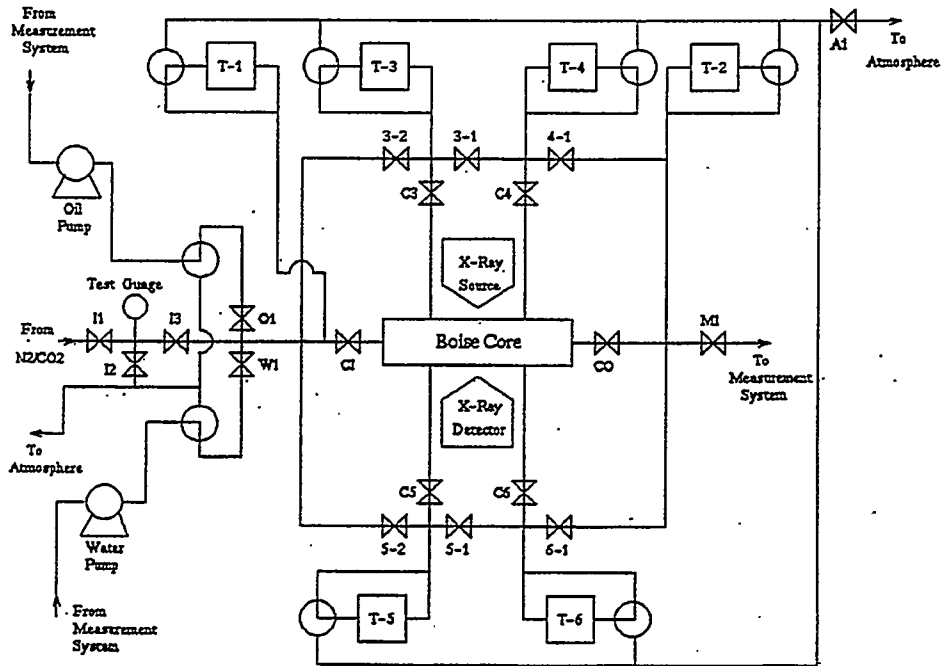 From
Measurement
System
T-1
T-3
T-4
T-2
A1
To
Atmosphere
3-2
3-1
4-1
C3
C4
Oil
Pump
X-Ray
Source
Test Guage
I1
I3
O1
From
N2/CO2
I2
W1
CI
Boise Core
CO
M1
To
Measurement
System
X-Ray
Detector
To
Atmosphere
C5
C6
Water
Pump
5-2
5-1
6-1
From
Measurement
System
T-5
T-6